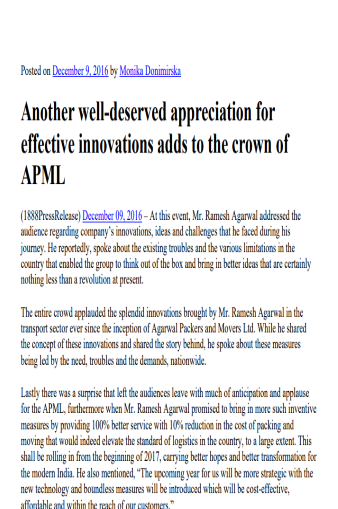 Posted on December 9, 2016 by Monika Donimirska
Another well-deserved appreciation for
effective innovations adds to the crown of
APML
(1888PressRelease) December 09, 2016 – At this event, Mr. Ramesh Agarwal addressed the
audience regarding company’s innovations, ideas and challenges that he faced during his
journey. He reportedly, spoke about the existing troubles and the various limitations in the
country that enabled the group to think out of the box and bring in better ideas that are certainly
nothing less than a revolution at present.
The entire crowd applauded the splendid innovations brought by Mr. Ramesh Agarwal in the
transport sector ever since the inception of Agarwal Packers and Movers Ltd. While he shared
the concept of these innovations and shared the story behind, he spoke about these measures
being led by the need, troubles and the demands, nationwide.
Lastly there was a surprise that left the audiences leave with much of anticipation and applause
for the APML, furthermore when Mr. Ramesh Agarwal promised to bring in more such inventive
measures by providing 100% better service with 10% reduction in the cost of packing and
moving that would indeed elevate the standard of logistics in the country, to a large extent. This
shall be rolling in from the beginning of 2017, carrying better hopes and better transformation for
the modern India. He also mentioned, “The upcoming year for us will be more strategic with the
new technology and boundless measures will be introduced which will be cost-effective,
affordable and within the reach of our customers.”